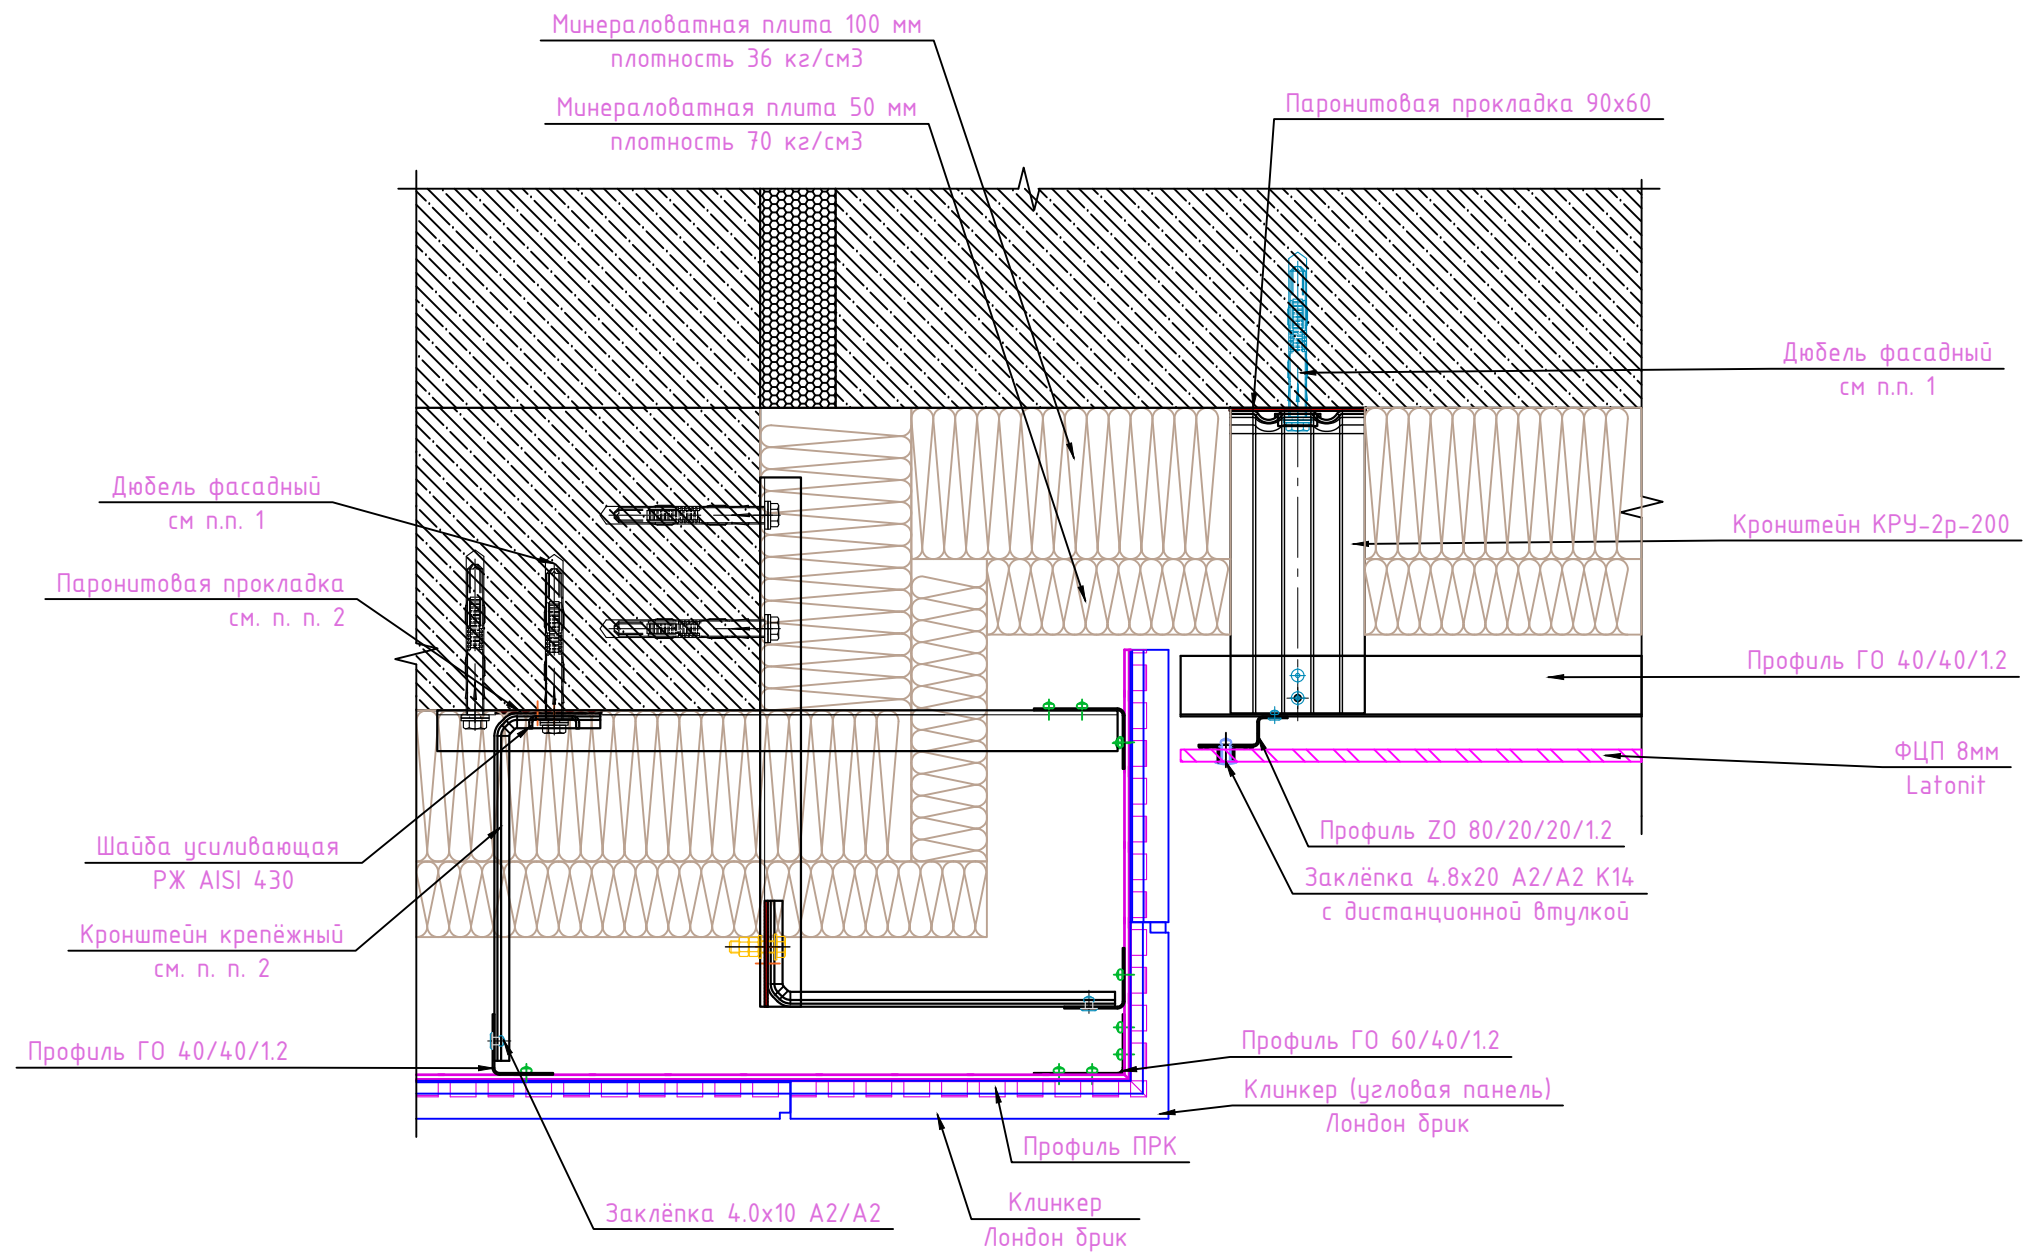 Минераловатная плита 100 мм
плотность 36 кг/см3
Минераловатная плита 50 мм
плотность 70 кг/см3
Паронитовая прокладка 90х60
Дюбель фасадный
см п.п. 1
Дюбель фасадный
см п.п. 1
Кронштейн КРУ-2р-200
Паронитовая прокладка
см. п. п. 2
Профиль ГО 40/40/1.2
ФЦП 8мм
Latonit
Профиль ZO 80/20/20/1.2
Шайба усиливающая
РЖ AISI 430
Заклёпка 4.8х20 А2/А2 К14
с дистанционной втулкой
Кронштейн крепёжный
см. п. п. 2
Профиль ГО 40/40/1.2
Профиль ГО 60/40/1.2
Клинкер (угловая панель)
Лондон брик
Профиль ПРК
Заклёпка 4.0х10 А2/А2
Клинкер
Лондон брик